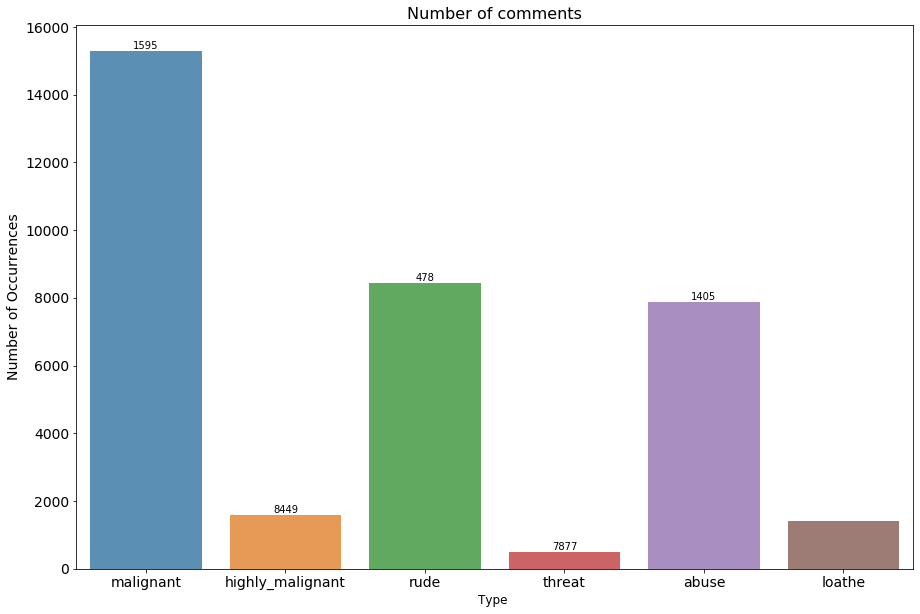 Number of comments
Number of Occurrences
16000
14000
12000
10000
8000
6000
4000
2000
0
1595
8449
478
7877
1405
malignant
highly_malignant
rude
threat
abuse
loathe
Type